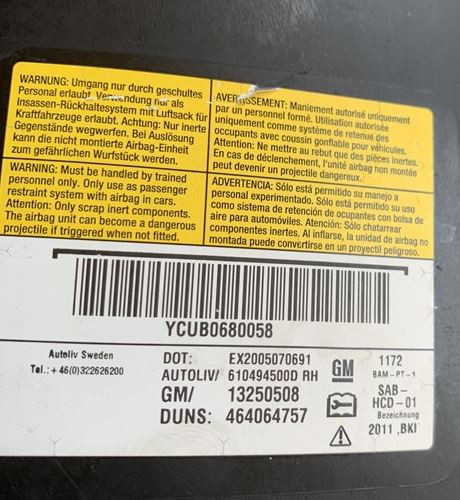 WARNUNG: Umgang nur durch geschultes
Personal erlaubt. Verwendung nur als
Insassen-Rückhaltesystem mit Luftsack für
Kraftfahrzeuge erlaubt. Achtung: Nur inerte
Gegenstände wegwerfen. Bei Auslösung
kann die nicht montierte Airbag-Einheit
zum gefährlichen Wurfstück werden.
AVERTISSEMENT: Maniement autorisé uniquement
par un personnel formé. Utilisation autorisée
uniquement comme système de retenue des
occupants avec coussin gonflable pour véhicules.
Attention: Ne mettre au rebut que des pièces inertes.
En cas de déclenchement, l'unité airbag non montée
peut devenir un projectile dangereux.
WARNING: Must be handled by trained
personnel only. Only use as passenger
restraint system with airbag in cars.
Attention: Only scrap inert components.
The airbag unit can become a dangerous
projectile if triggered when not fitted.
ADVERTENCIA: Sólo está permitido su manejo a
personal experimentado. Sólo está permitido su uso
como sistema de retención de ocupantes con bolsa de
aire para automóviles. Atención: Sólo chatarrear
componentes inertes. Al inflarse, la unidad de airbag no
montada puede convertirse en un proyectil peligroso.
YCUB0680058
Autoliv Sweden
Tel.: +46(0)322626200
DOT: EX2005070691
AUTOLIV/ 610494500D RH
GM/ 13250508
DUNS: 464064757
GM
1172
BAM-PT-1
SAB-
HCD-01
Bezeichnung
2011 ,BKI